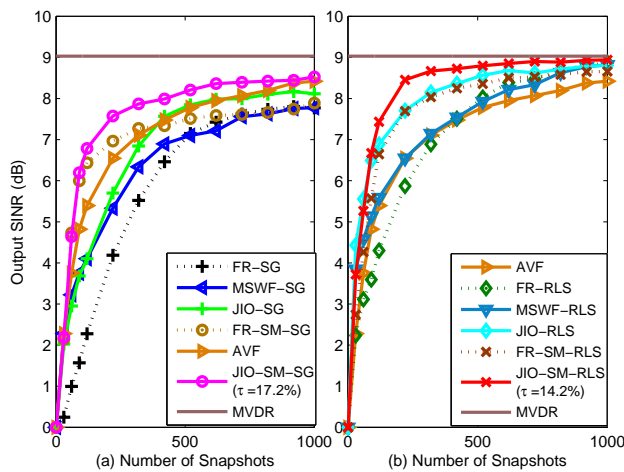 Output SINR (dB)
10
9
8
7
6
5
4
3
2
1
0
0
500
1000
(a) Number of Snapshots
FR−SG
MSWF−SG
JIO−SG
FR−SM−SG
AVF
JIO−SM−SG
(τ =17.2%)
MVDR
10
9
8
7
6
5
4
3
2
1
0
0
500
1000
(b) Number of Snapshots
AVF
FR−RLS
MSWF−RLS
JIO−RLS
FR−SM−RLS
JIO−SM−RLS
(τ =14.2%)
MVDR